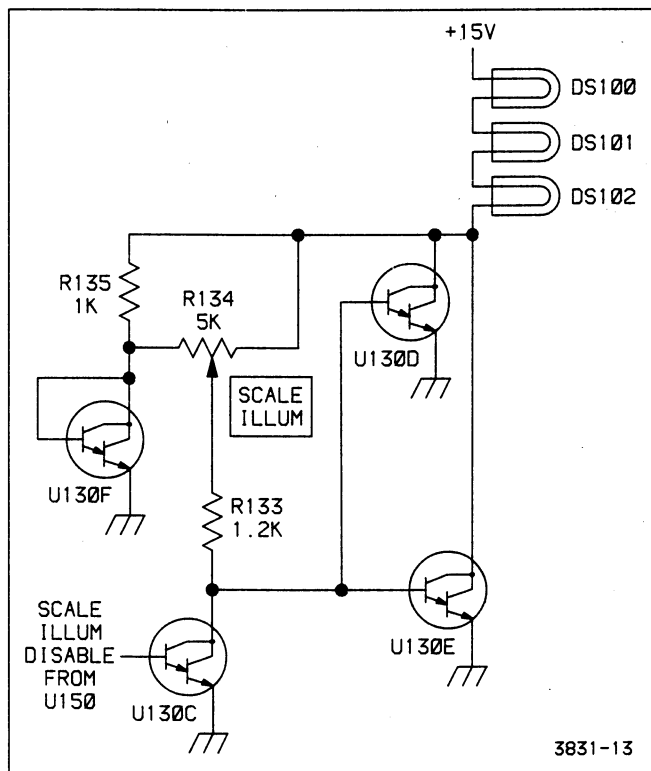 +15V
DS100
DS101
DS102
R135
1K
R134
5K
U130D
SCALE
ILLUM
U130F
R133
1.2K
SCALE
ILLUM
DISABLE
FROM
U150
U130E
U130C
3831-13